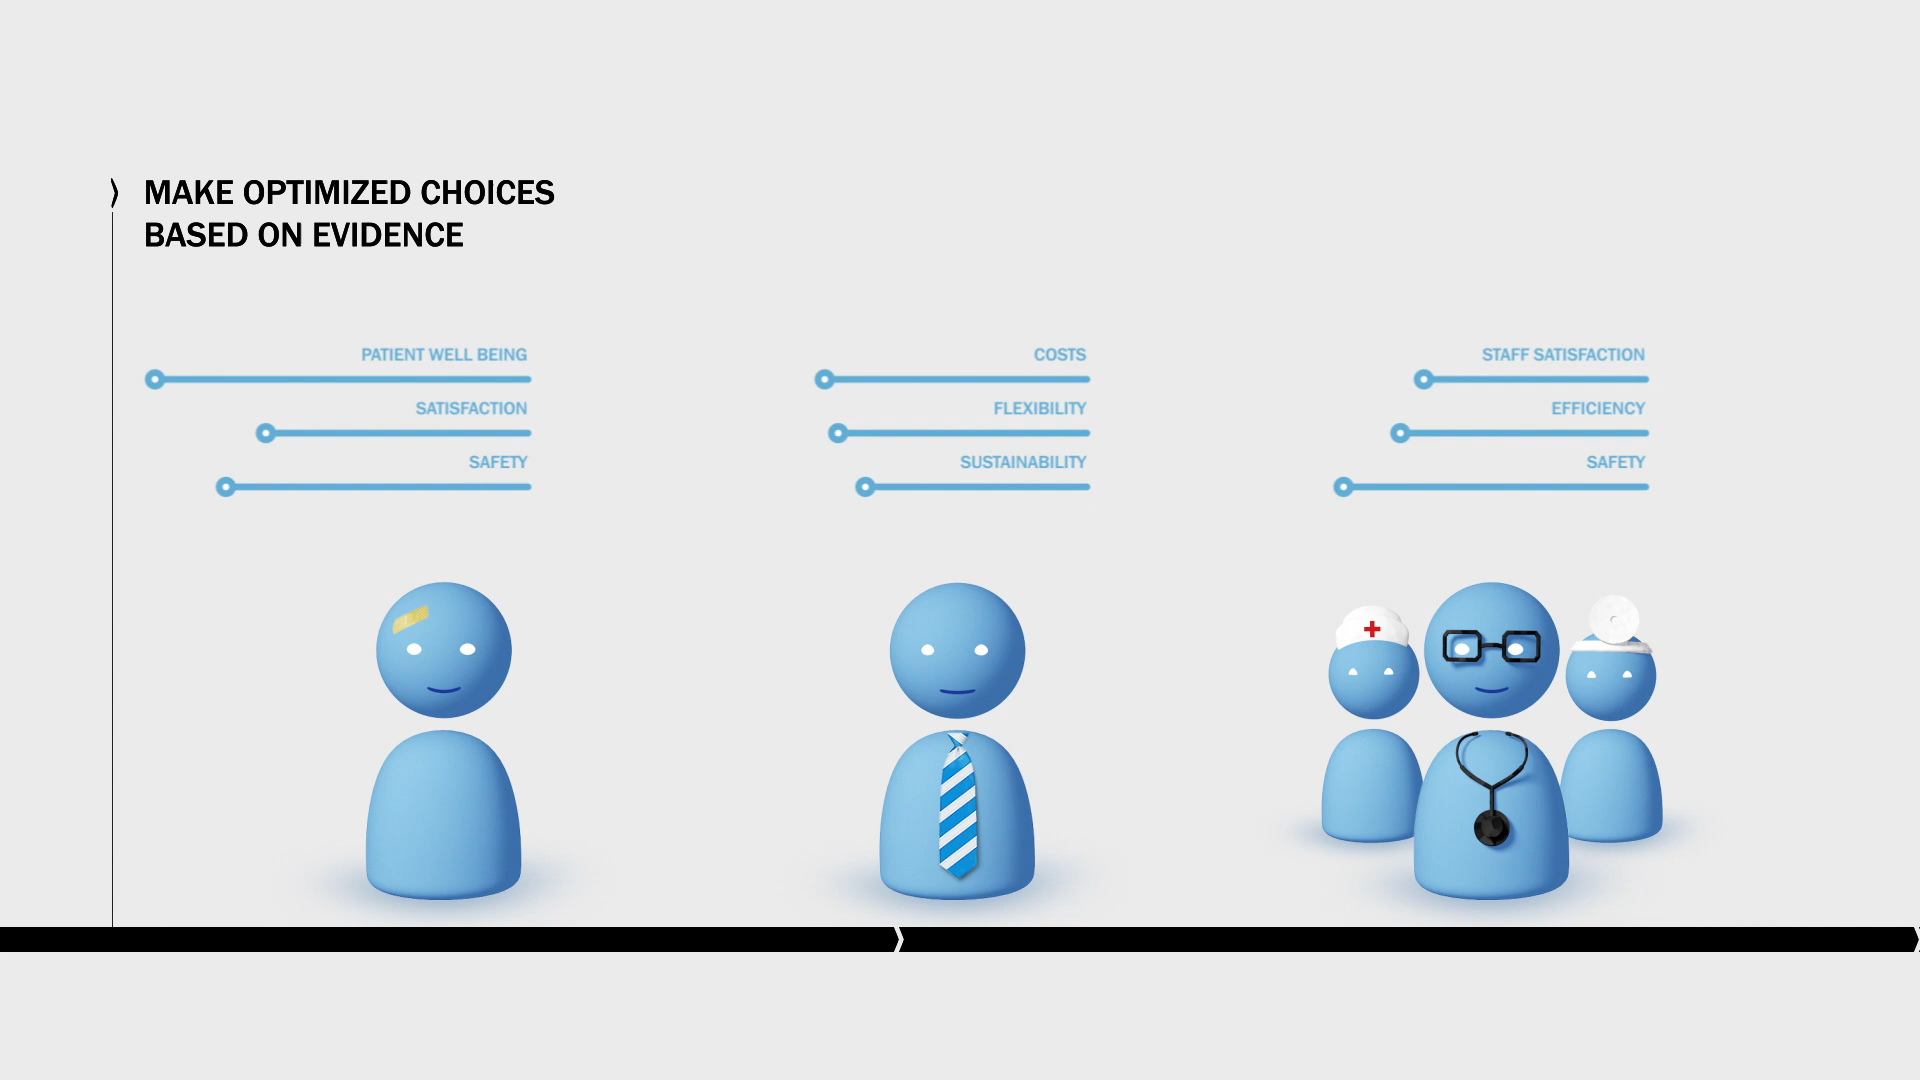 MAKE OPTIMIZED CHOICES
BASED ON EVIDENCE
PATIENT WELL BEING
SATISFACTION
SAFETY
COSTS
FLEXIBILITY
SUSTAINABILITY
STAFF SATISFACTION
EFFICIENCY
SAFETY